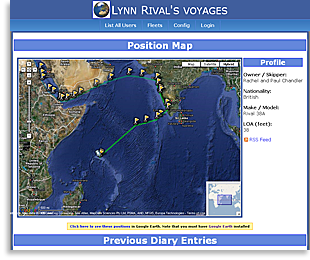 LYNN RIVAL'S VOYAGES
List All Users Fleets Config Login
Position Map
Map Satellite Hybrid
Profile
Owner / Skipper:
Rachel and Paul Chandler
Nationality:
British
Make / Model:
Rival 38A
LOA (feet):
38
RSS Feed
Click here to see these positions in Google Earth. Note that you must have Google Earth installed
Previous Diary Entries